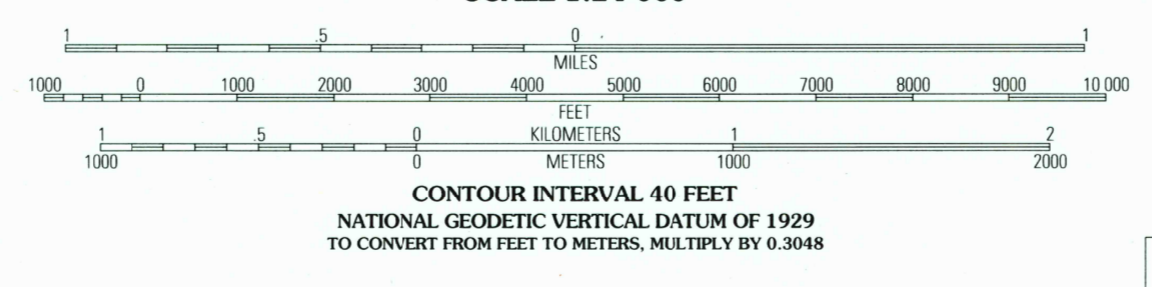 1 .5 0 1
MILES
1000 0 1000 2000 3000 4000 5000 6000 7000 8000 9000 10 000
FEET
1 .5 0 KILOMETERS 1 2
1000 0 METERS 1000 2000
CONTOUR INTERVAL 40 FEET
NATIONAL GEODETIC VERTICAL DATUM OF 1929
TO CONVERT FROM FEET TO METERS, MULTIPLY BY 0.3048